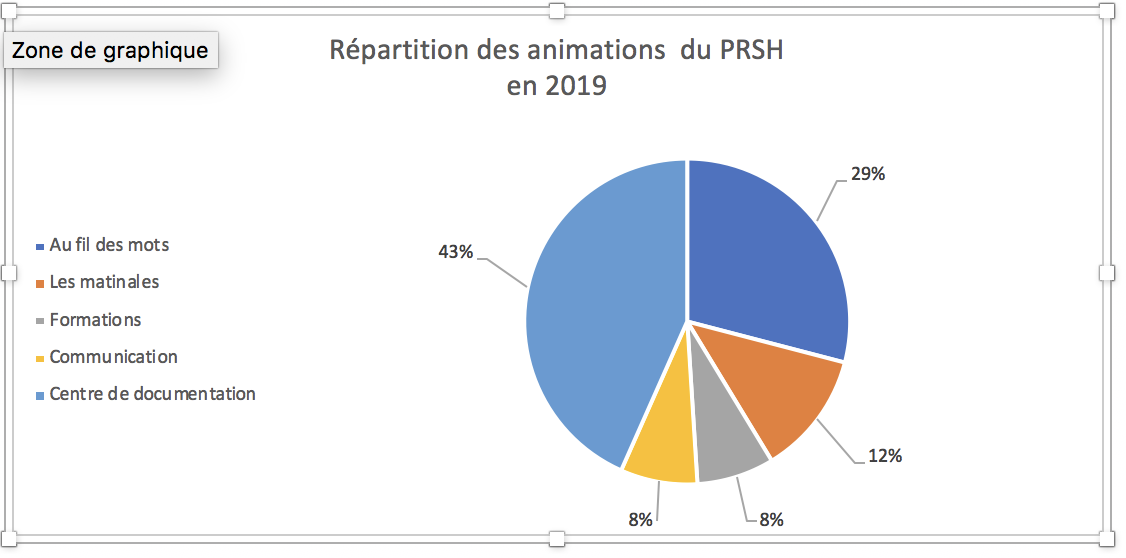 Zone de graphique
Répartition des animations du PRSH
en 2019
29%
43%
Au fil des mots
Les matinales
Formations
Communication
Centre de documentation
12%
8%
8%